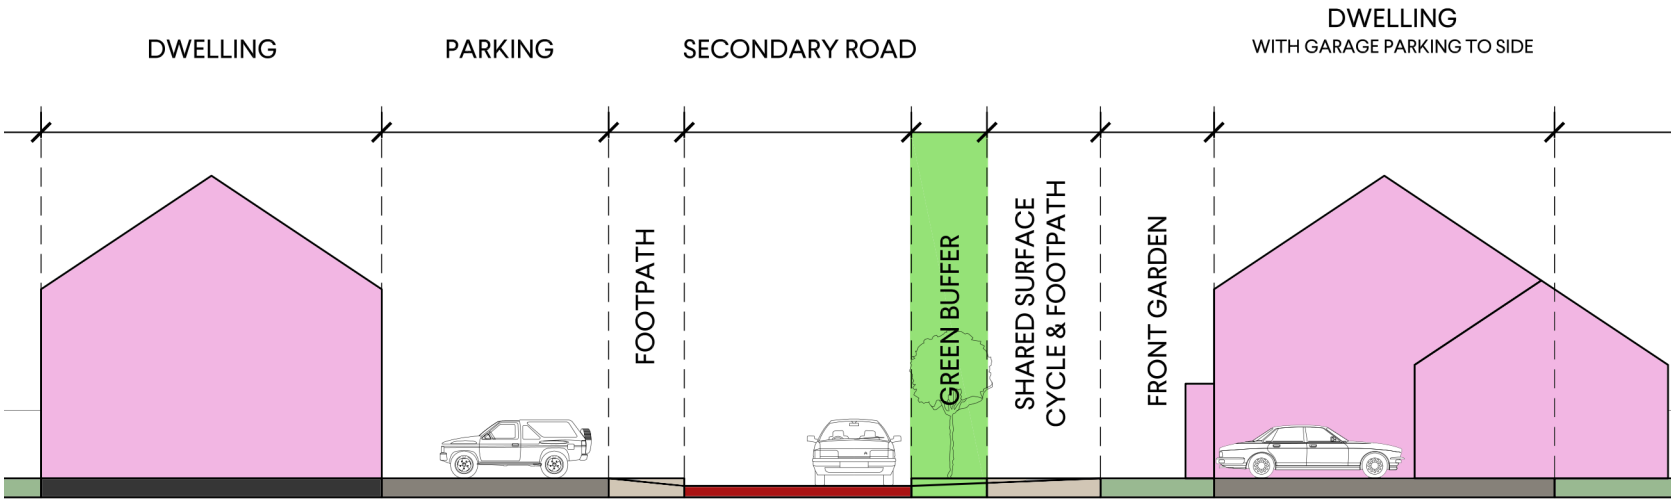 DWELLING
PARKING
SECONDARY ROAD
DWELLING
WITH GARAGE PARKING TO SIDE
FOOTPATH
GREEN BUFFER
SHARED SURFACE
CYCLE & FOOTPATH
FRONT GARDEN